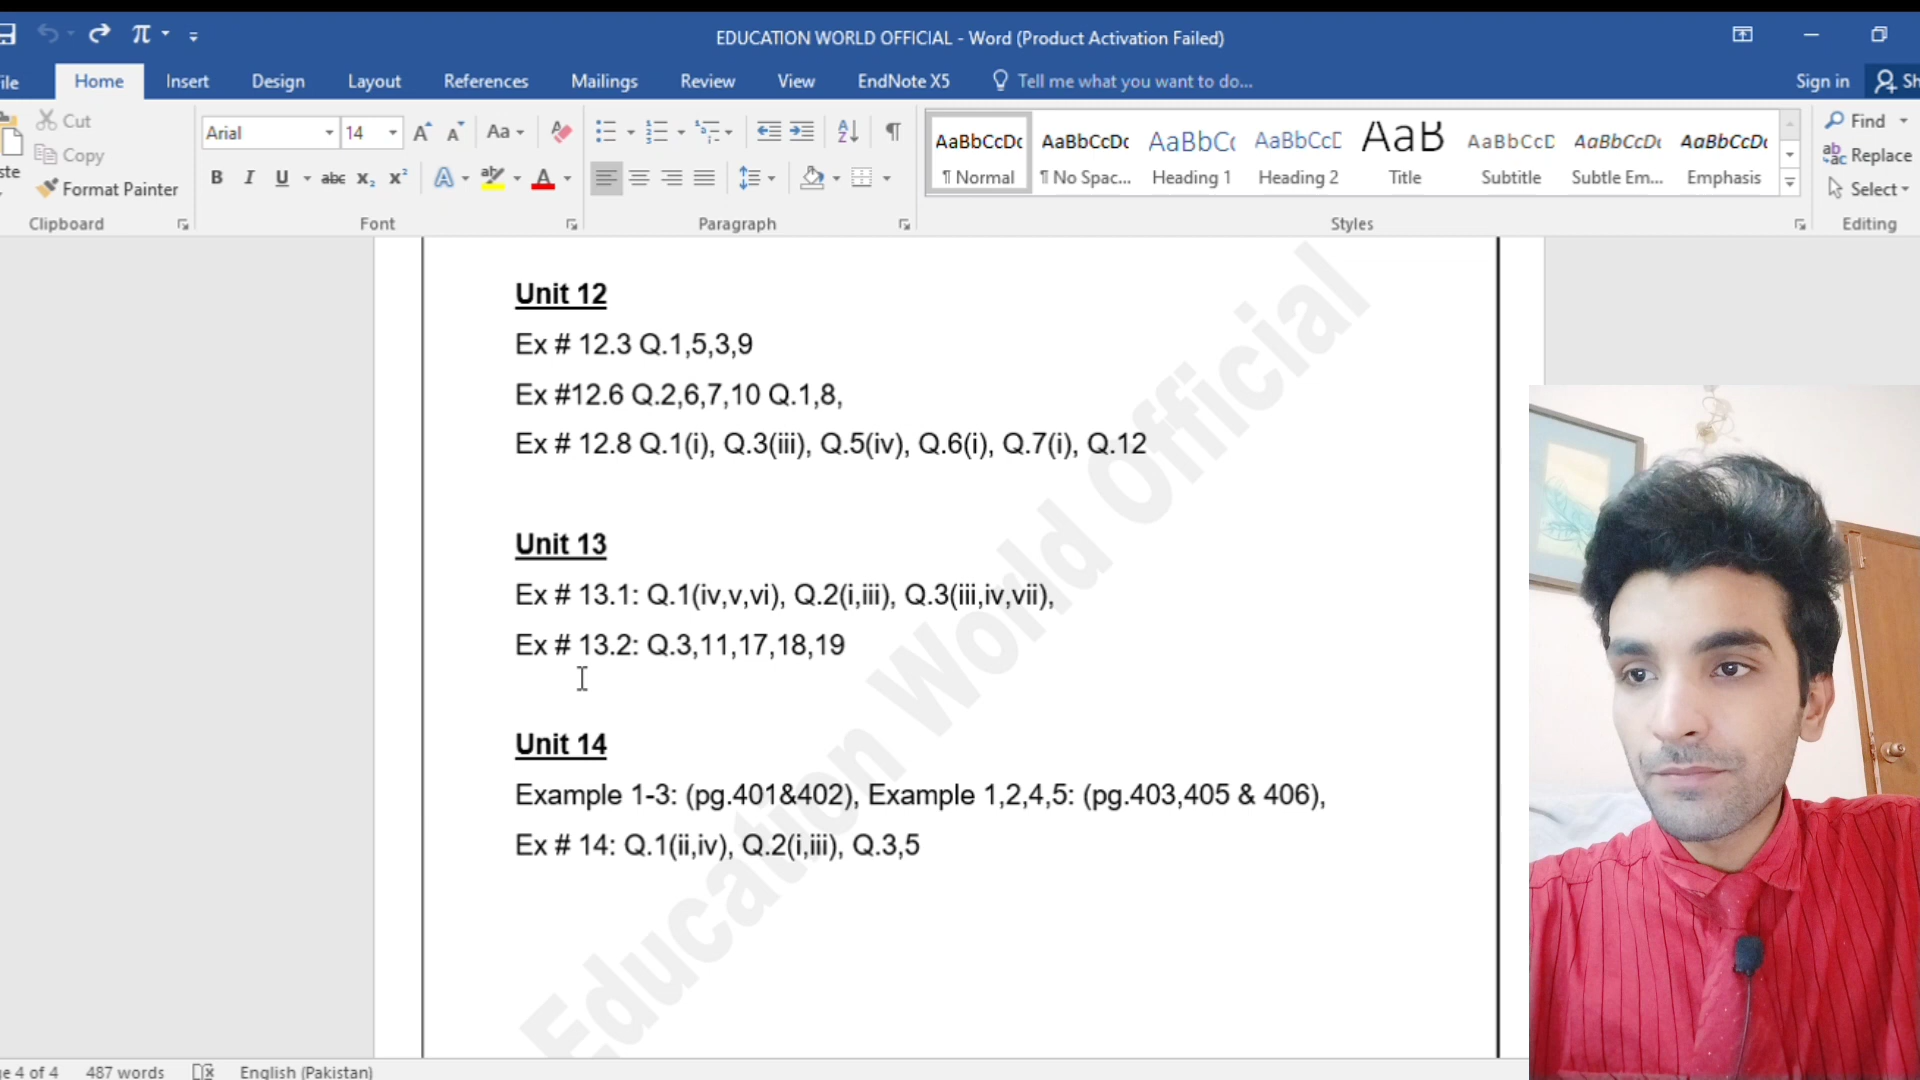 EDUCATION WORLD OFFICIAL - Word (Product Activation Failed)
Home Insert Design Layout References Mailings Review View EndNote X5 Tell me what you want to do... Sign in
Cut
Copy
Format Painter
Clipboard
Arial 14
Font
Paragraph
AaBbCcDc AaBbCcDc AaBbC AaBbCcD AaB AaBbCcD AaBbCcDc AaBbCcDc
¶ Normal ¶ No Spac... Heading 1 Heading 2 Title Subtitle Subtle Em... Emphasis
Styles
Find
Replace
Select
Editing
Unit 12
Ex # 12.3 Q.1,5,3,9
Ex #12.6 Q.2,6,7,10 Q.1,8,
Ex # 12.8 Q.1(i), Q.3(iii), Q.5(iv), Q.6(i), Q.7(i), Q.12
Unit 13
Ex # 13.1: Q.1(iv,v,vi), Q.2(i,iii), Q.3(iii,iv,vii),
Ex # 13.2: Q.3,11,17,18,19
Unit 14
Example 1-3: (pg.401&402), Example 1,2,4,5: (pg.403,405 & 406),
Ex # 14: Q.1(ii,iv), Q.2(i,iii), Q.3,5
Education World Official
4 of 4 487 words English (Pakistan)